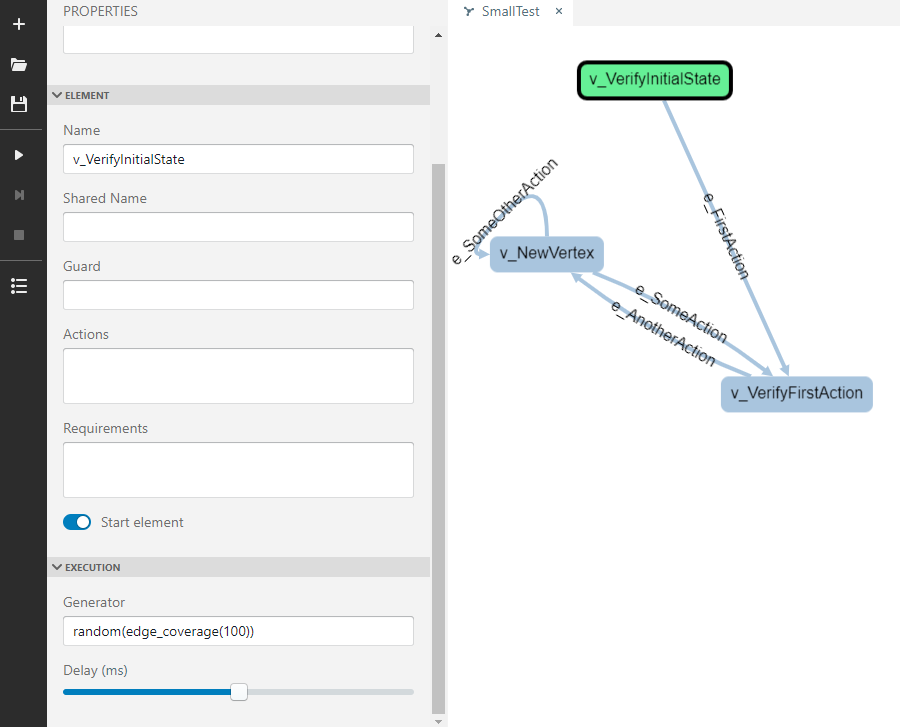 PROPERTIES
ELEMENT
Name
v_VerifyInitialState
Shared Name
Guard
Actions
Requirements
Start element
EXECUTION
Generator
random(edge_coverage(100))
Delay (ms)
SmallTest ×
v_VerifyInitialState
e_SomeOtherAction
e_FirstAction
v_NewVertex
e_SomeAction
e_AnotherAction
v_VerifyFirstAction